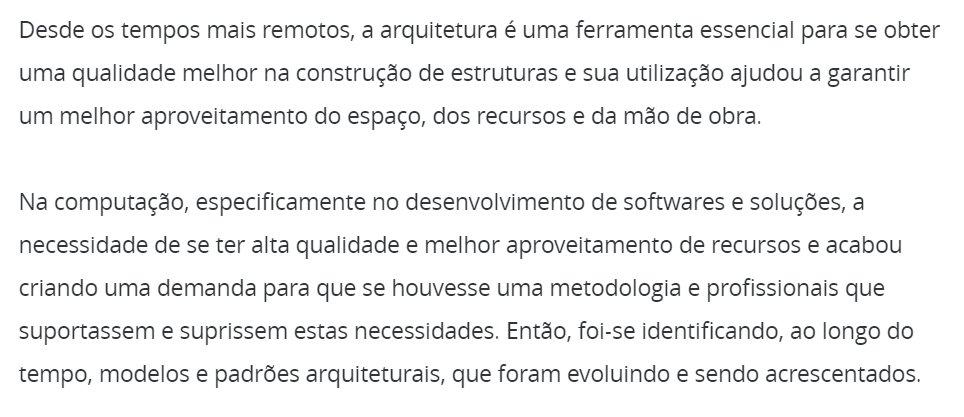 Desde os tempos mais remotos, a arquitetura é uma ferramenta essencial para se obter
uma qualidade melhor na construção de estruturas e sua utilização ajudou a garantir
um melhor aproveitamento do espaço, dos recursos e da mão de obra.
Na computação, especificamente no desenvolvimento de softwares e soluções, a
necessidade de se ter alta qualidade e melhor aproveitamento de recursos e acabou
criando uma demanda para que se houvesse uma metodologia e profissionais que
suportassem e suprissem estas necessidades. Então, foi-se identificando, ao longo do
tempo, modelos e padrões arquiteturais, que foram evoluindo e sendo acrescentados.